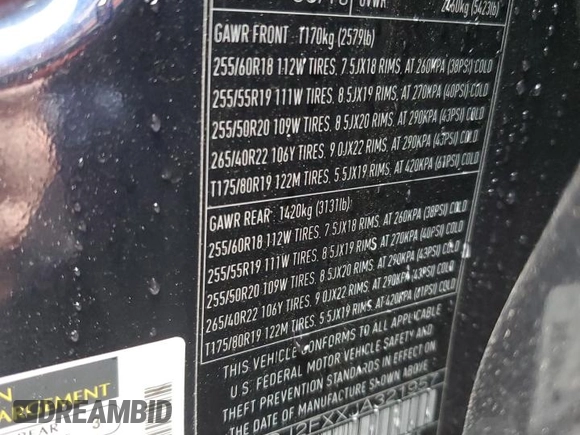 GVWR 2460kg (5423lb)
GAWR FRONT 1170kg (2579lb)
255/60R18 112W TIRES, 7.5JX18 RIMS, AT 260KPA (38PSI) COLD
255/55R19 111W TIRES, 8.5JX19 RIMS, AT 270KPA (40PSI) COLD
255/50R20 109W TIRES, 8.5JX20 RIMS, AT 290KPA (43PSI) COLD
265/40R22 106Y TIRES, 9.0JX22 RIMS, AT 290KPA (43PSI) COLD
T175/80R19 122M TIRES, 5.5JX19 RIMS, AT 420KPA (61PSI) COLD
GAWR REAR 1420kg (3131lb)
255/60R18 112W TIRES, 7.5JX18 RIMS, AT 260KPA (38PSI) COLD
255/55R19 111W TIRES, 8.5JX19 RIMS, AT 270KPA (40PSI) COLD
255/50R20 109W TIRES, 8.5JX20 RIMS, AT 290KPA (43PSI) COLD
265/40R22 106Y TIRES, 9.0JX22 RIMS, AT 290KPA (43PSI) COLD
T175/80R19 122M TIRES, 5.5JX19 RIMS, AT 420KPA (61PSI) COLD
THIS VEHICLE CONFORMS TO ALL APPLICABLE
U.S. FEDERAL MOTOR VEHICLE SAFETY AND
THEFT PREVENTION STANDARDS IN EFFECT ON
THE DATE OF MANUFACTURE SHOWN ABOVE
DREAMBID.COM